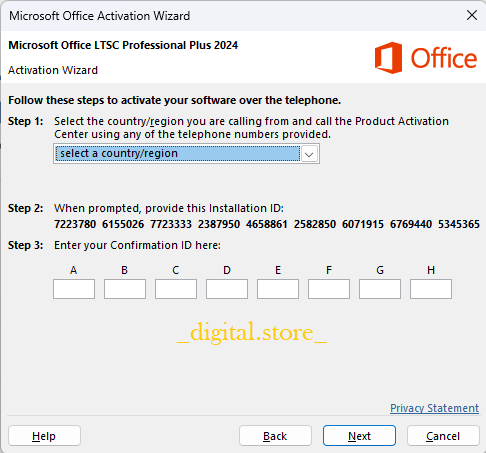 Microsoft Office Activation Wizard
Microsoft Office LTSC Professional Plus 2024
Office
Activation Wizard
Follow these steps to activate your software over the telephone.
Step 1: Select the country/region you are calling from and call the Product Activation
Center using any of the telephone numbers provided.
select a country/region
Step 2: When prompted, provide this Installation ID:
7223780 6155026 7723333 2387950 4658861 2582850 6071915 6769440 5345365
Step 3: Enter your Confirmation ID here:
A B C D E F G H
_digital.store_
Privacy Statement
Help Back Next Cancel